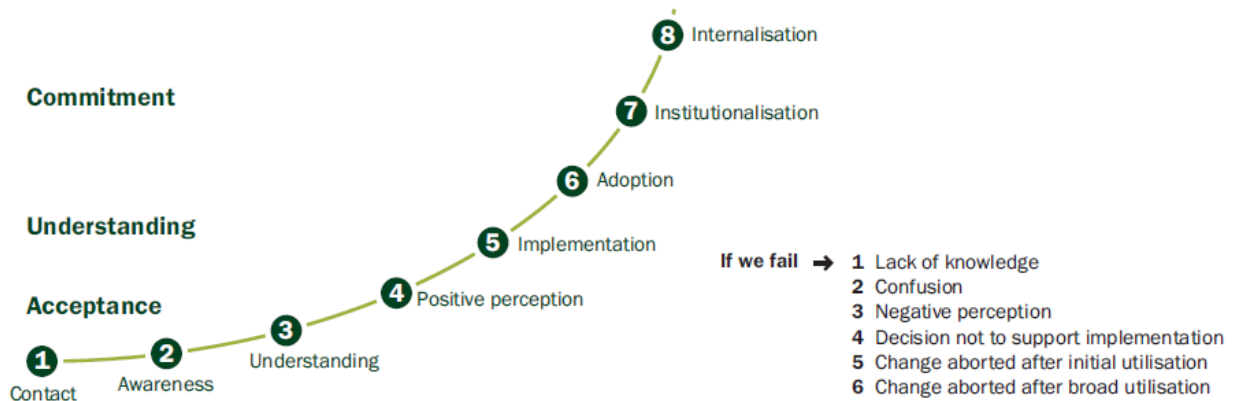 8 Internalisation
Commitment
7 Institutionalisation
6 Adoption
Understanding
5 Implementation
4 Positive perception
Acceptance
3
Understanding
2
Awareness
1
Contact
If we fail → 1 Lack of knowledge
2 Confusion
3 Negative perception
4 Decision not to support implementation
5 Change aborted after initial utilisation
6 Change aborted after broad utilisation